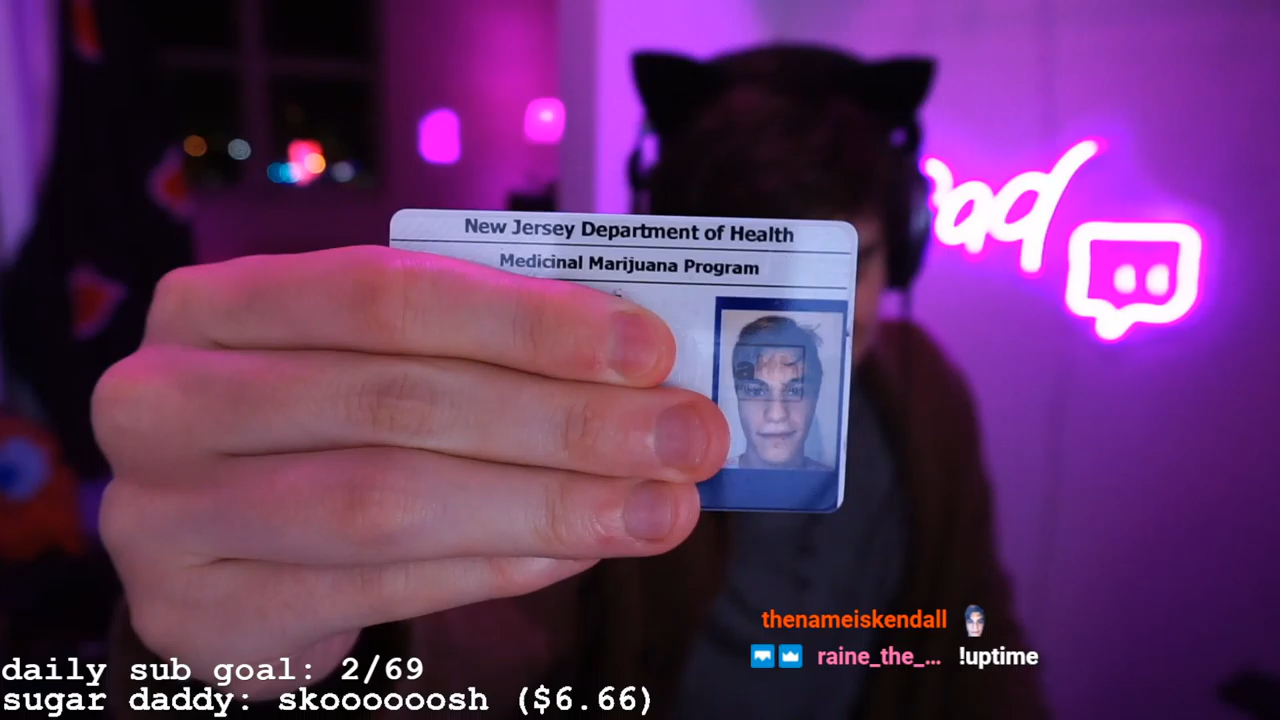 New Jersey Department of Health
Medicinal Marijuana Program
thenameiskendall
raine_the_... !uptime
daily sub goal: 2/69
sugar daddy: skoooooosh ($6.66)